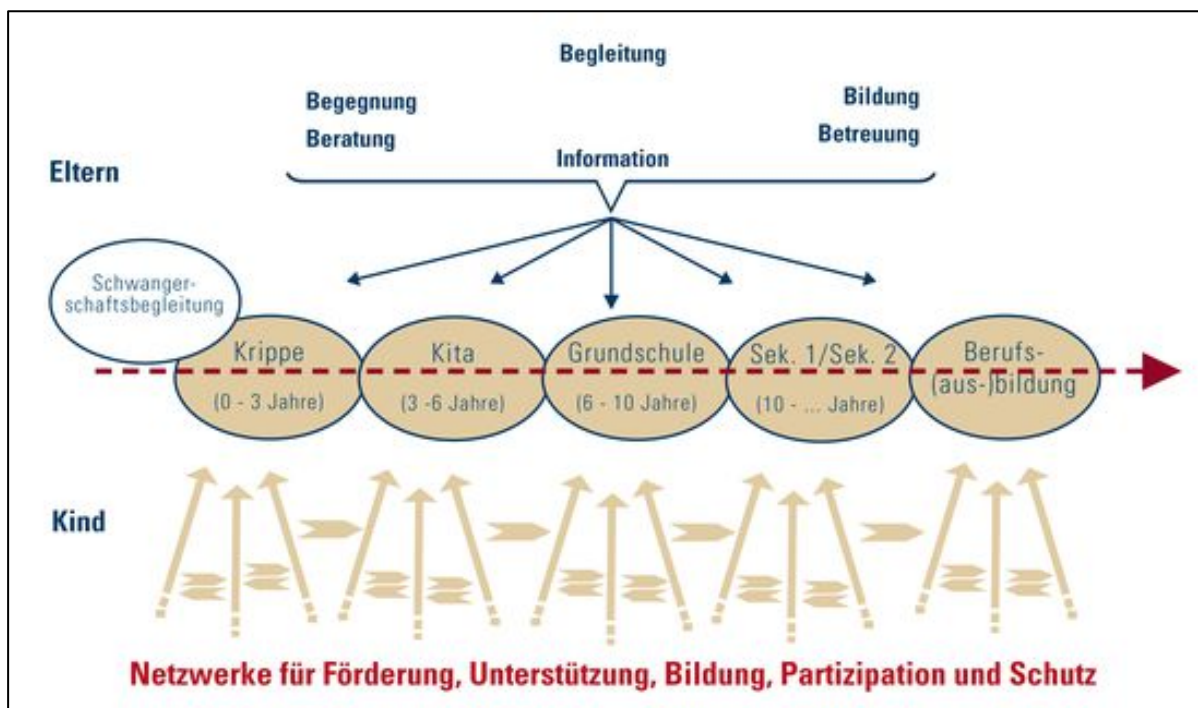 Begleitung
Begegnung
Beratung
Bildung
Betreuung
Information
Eltern
Schwanger-
schaftsbegleitung
Krippe
(0 - 3 Jahre)
Kita
(3 -6 Jahre)
Grundschule
(6 - 10 Jahre)
Sek. 1/Sek. 2
(10 - ... Jahre)
Berufs-
(aus-)bildung
Kind
Netzwerke für Förderung, Unterstützung, Bildung, Partizipation und Schutz